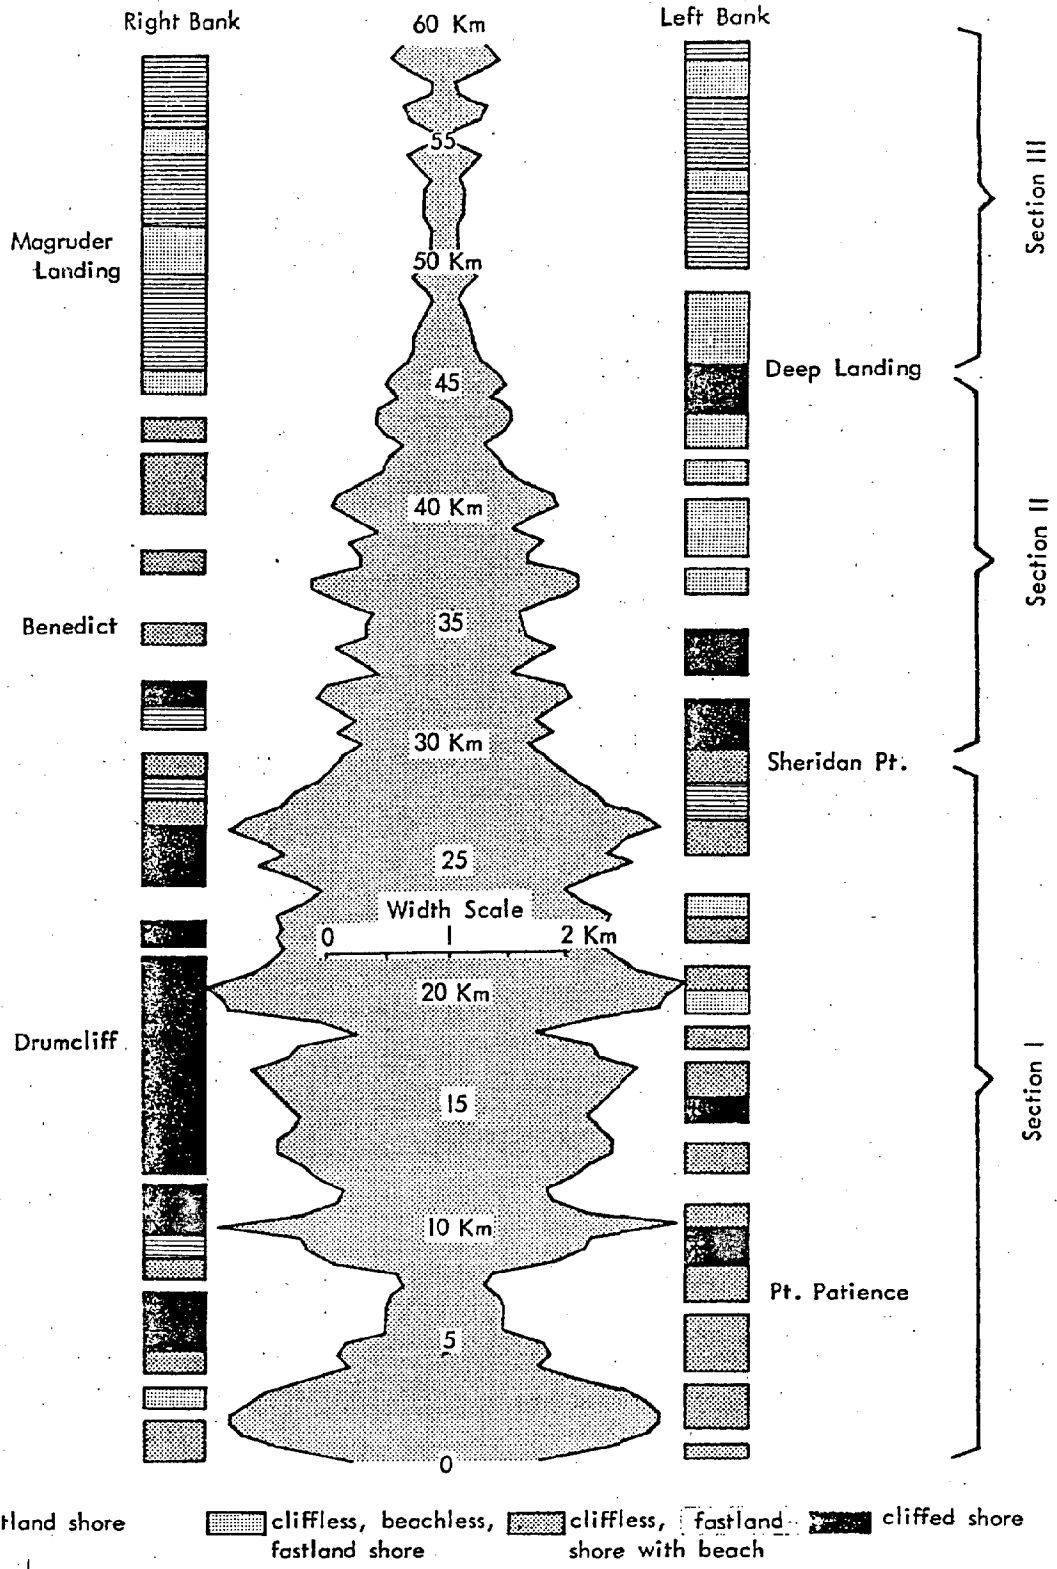 Right Bank
60 Km
Left Bank
55
Section III
Magruder
Landing
50 Km
Deep Landing
45
40 Km
Section II
Benedict
35
30 Km
Sheridan Pt.
25
Width Scale
0 1 2 Km
20 Km
Drumcliff
15
Section I
10 Km
Pt. Patience
5
0
tland shore
cliffless, beachless,
fastland shore
cliffless, fastland
shore with beach
cliffed shore